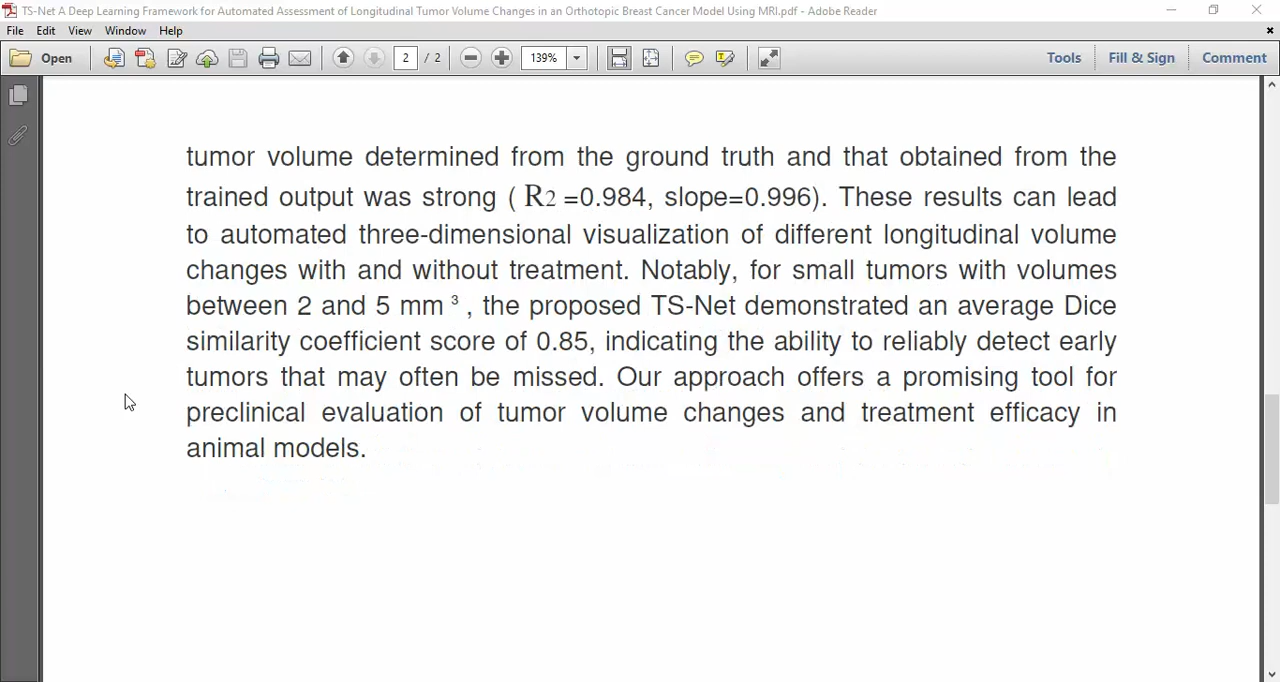 TS-Net A Deep Learning Framework for Automated Assessment of Longitudinal Tumor Volume Changes in an Orthotopic Breast Cancer Model Using MRI.pdf - Adobe Reader
File Edit View Window Help
Open 2 / 2 139% Tools Fill & Sign Comment
tumor volume determined from the ground truth and that obtained from the
trained output was strong ( R2 =0.984, slope=0.996). These results can lead
to automated three-dimensional visualization of different longitudinal volume
changes with and without treatment. Notably, for small tumors with volumes
between 2 and 5 mm ³ , the proposed TS-Net demonstrated an average Dice
similarity coefficient score of 0.85, indicating the ability to reliably detect early
tumors that may often be missed. Our approach offers a promising tool for
preclinical evaluation of tumor volume changes and treatment efficacy in
animal models.